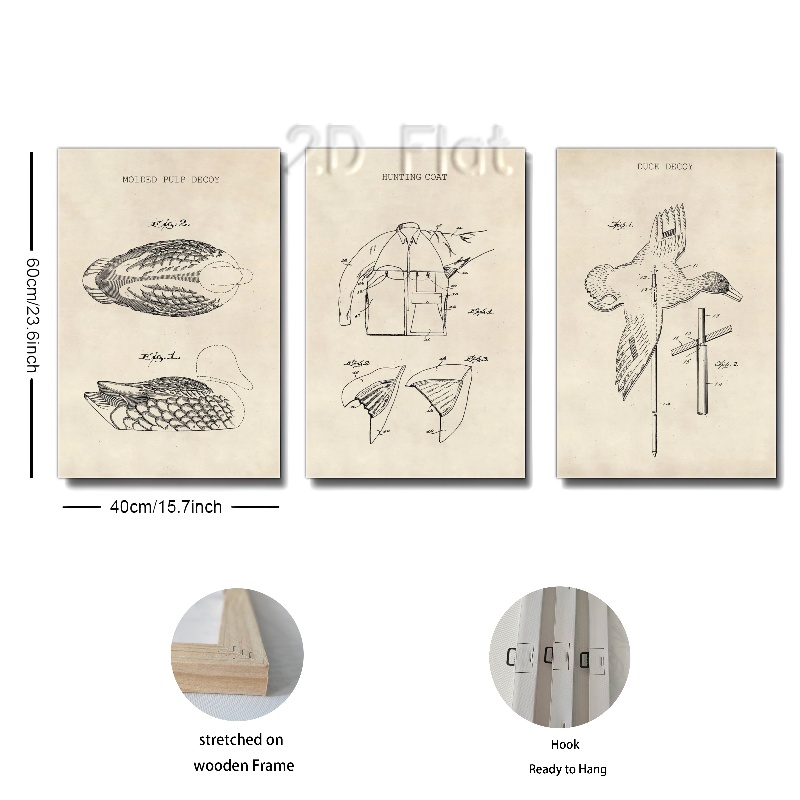 2.D Flat.
MOLDED PULP DECOY
HUNTING COAT
DUCK DECOY
Fig. 2.
Fig. 1.
Fig. 1.
Fig. 2.
Fig. 3.
Fig. 1.
Fig. 2.
60cm/23.6inch
40cm/15.7inch
stretched on
wooden Frame
Hook
Ready to Hang